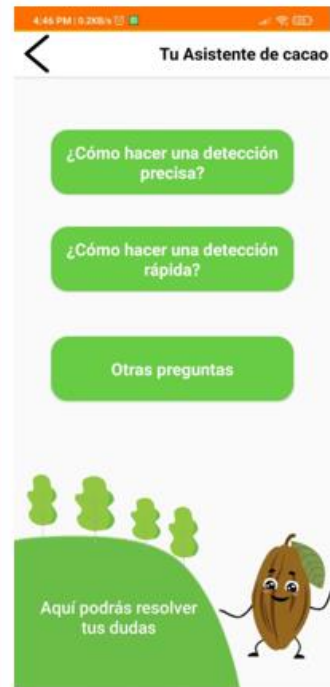 4:46 PM | 0.2KB/s
Tu Asistente de cacao
¿Cómo hacer una detección
precisa?
¿Cómo hacer una detección
rápida?
Otras preguntas
Aquí podrás resolver
tus dudas